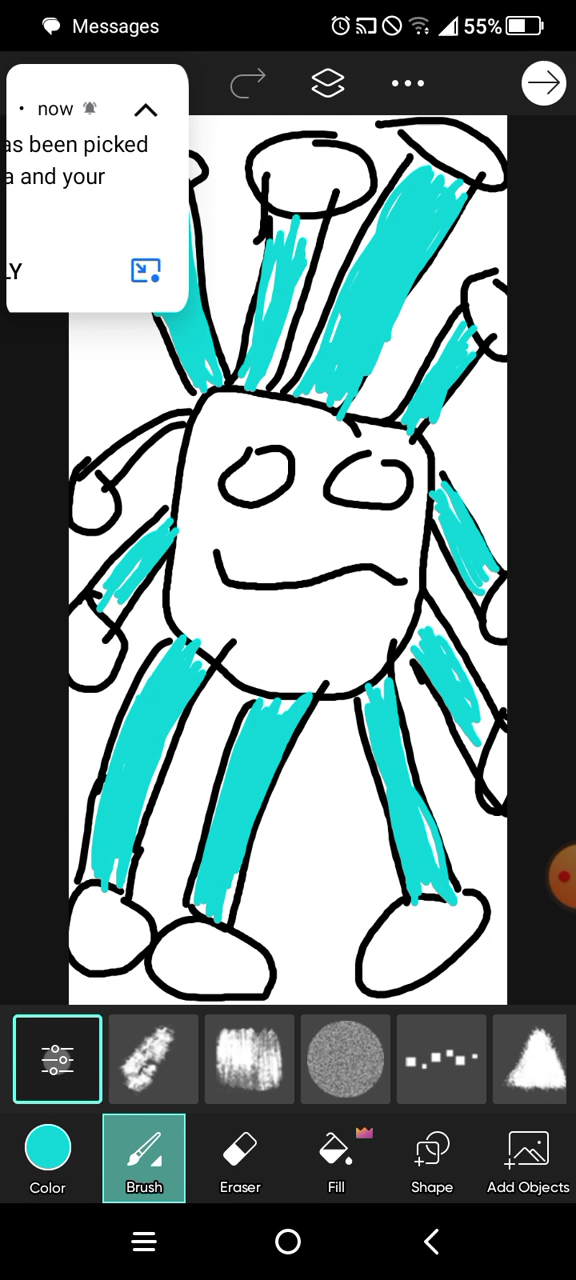 Messages
55%
• now
as been picked
a and your
LY
Color
Brush
Eraser
Fill
Shape
Add Objects